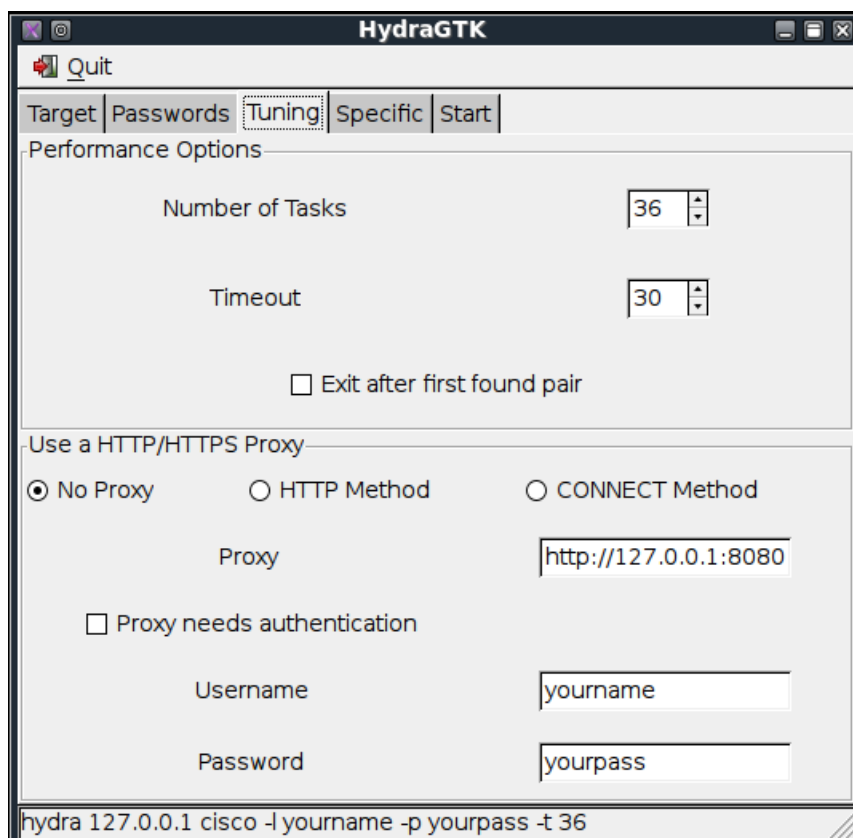 HydraGTK
Quit
Target Passwords Tuning Specific Start
Performance Options
Number of Tasks 36
Timeout 30
Exit after first found pair
Use a HTTP/HTTPS Proxy
No Proxy HTTP Method CONNECT Method
Proxy http://127.0.0.1:8080
Proxy needs authentication
Username yourname
Password yourpass
hydra 127.0.0.1 cisco -l yourname -p yourpass -t 36